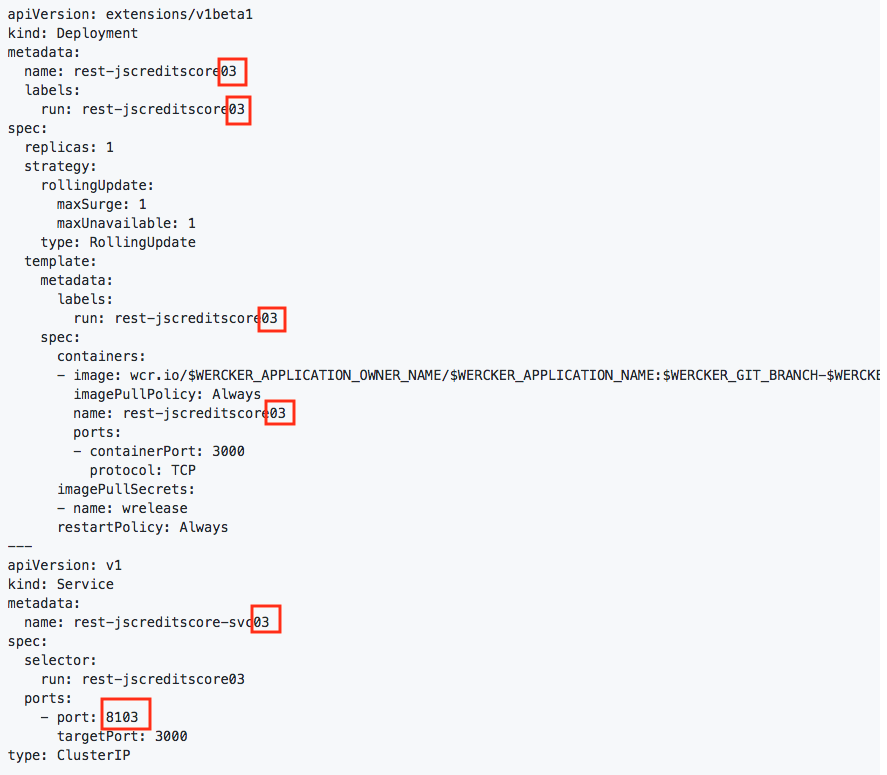 apiVersion: extensions/v1beta1
kind: Deployment
metadata:
  name: rest-jscreditscore03
  labels:
    run: rest-jscreditscore03
spec:
  replicas: 1
  strategy:
    rollingUpdate:
      maxSurge: 1
      maxUnavailable: 1
    type: RollingUpdate
  template:
    metadata:
      labels:
        run: rest-jscreditscore03
    spec:
      containers:
      - image: wcr.io/$WERCKER_APPLICATION_OWNER_NAME/$WERCKER_APPLICATION_NAME:$WERCKER_GIT_BRANCH-$WERCKE
        imagePullPolicy: Always
        name: rest-jscreditscore03
        ports:
        - containerPort: 3000
          protocol: TCP
      imagePullSecrets:
      - name: wrelease
      restartPolicy: Always
---
apiVersion: v1
kind: Service
metadata:
  name: rest-jscreditscore-svc03
spec:
  selector:
    run: rest-jscreditscore03
  ports:
    - port: 8103
      targetPort: 3000
type: ClusterIP